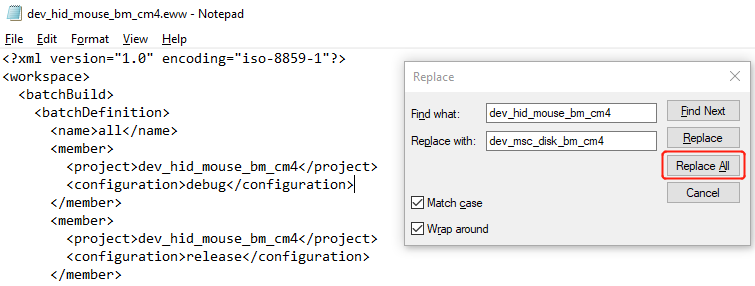 dev_hid_mouse_bm_cm4.eww - Notepad
File Edit Format View Help
<?xml version="1.0" encoding="iso-8859-1"?>
<workspace>
  <batchBuild>
    <batchDefinition>
      <name>all</name>
      <member>
        <project>dev_hid_mouse_bm_cm4</project>
        <configuration>debug</configuration>
      </member>
      <member>
        <project>dev_hid_mouse_bm_cm4</project>
        <configuration>release</configuration>
      </member>
Replace
Find what: dev_hid_mouse_bm_cm4 Find Next
Replace with: dev_msc_disk_bm_cm4 Replace
Replace All
Cancel
Match case
Wrap around